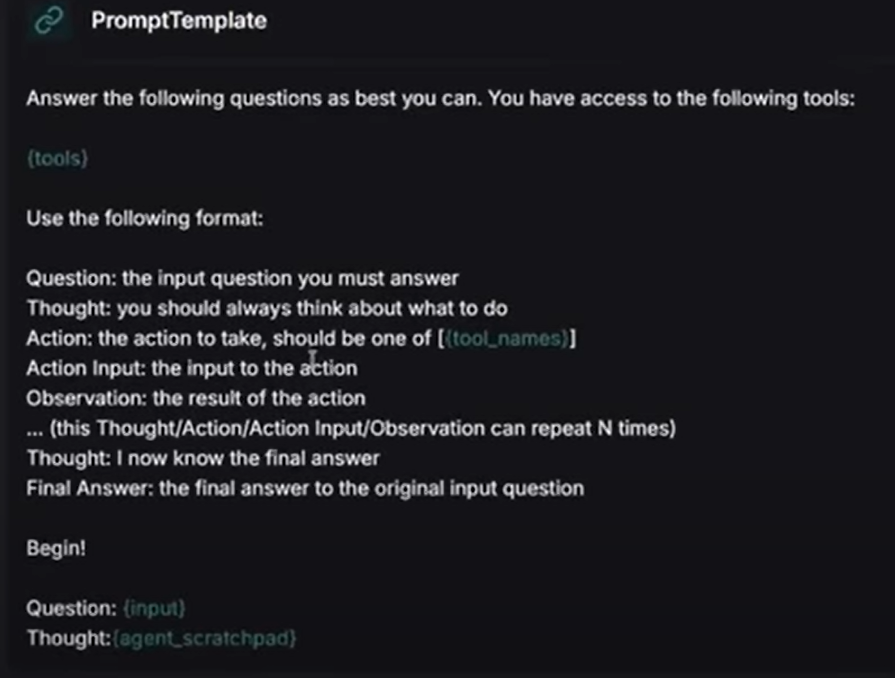 PromptTemplate
Answer the following questions as best you can. You have access to the following tools:
{tools}
Use the following format:
Question: the input question you must answer
Thought: you should always think about what to do
Action: the action to take, should be one of [{tool_names}]
Action Input: the input to the action
Observation: the result of the action
... (this Thought/Action/Action Input/Observation can repeat N times)
Thought: I now know the final answer
Final Answer: the final answer to the original input question
Begin!
Question: {input}
Thought:{agent_scratchpad}